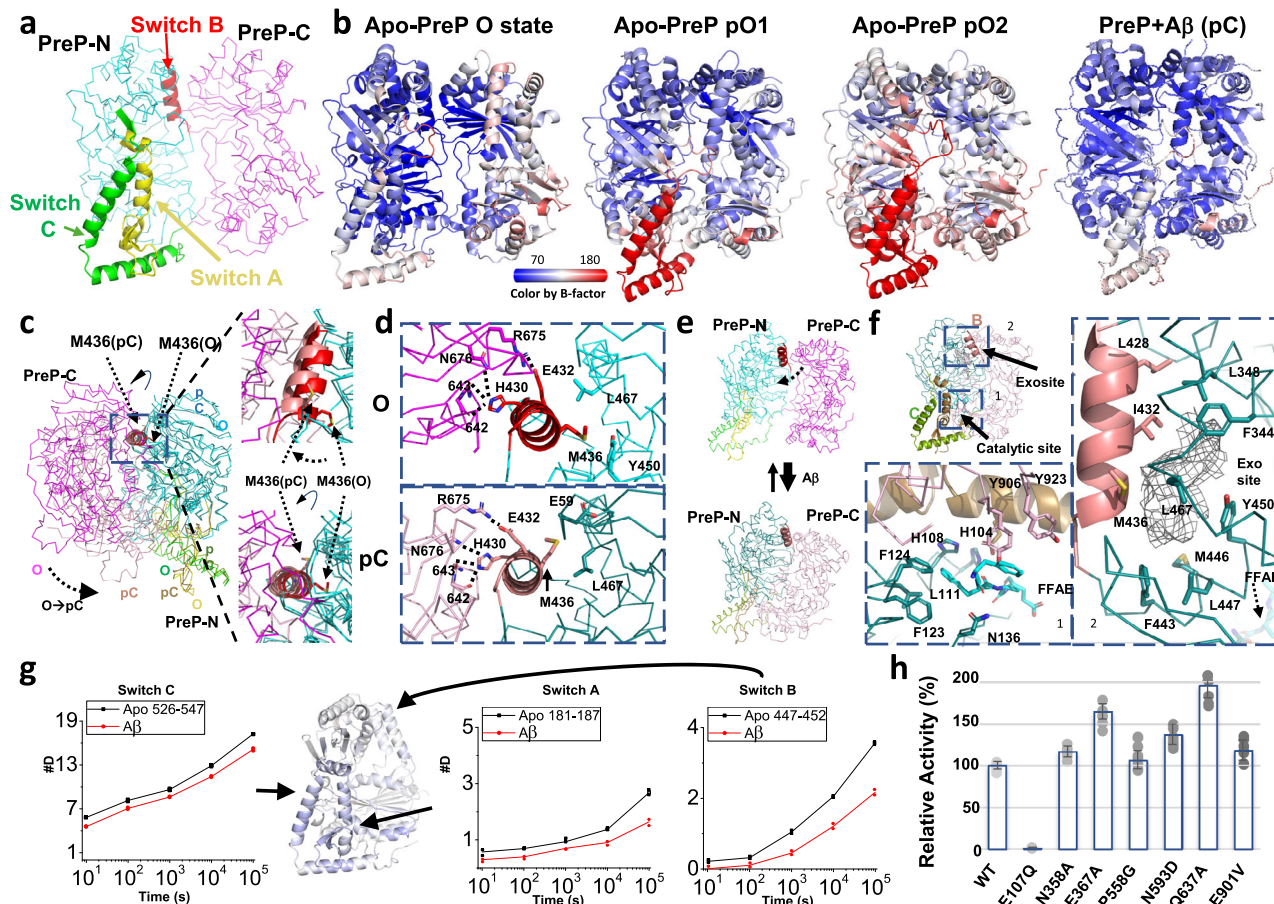 a
Switch B
PreP-N
PreP-C
Switch
C
Switch A
b
Apo-PreP O state
Apo-PreP pO1
Apo-PreP pO2
PreP+Aβ (pC)
70
180
Color by B-factor
c
M436(pC)
M436(O)
PreP-C
p
C
O
M436(pC)
M436(O)
O
O→pC
pC
O
p
C
pC
O
PreP-N
d
O
R675
N676
E432
643
H430
642
L467
M436
Y450
pC
R675
E59
E432
N676
H430
643
642
L467
M436
e
PreP-N
PreP-C
Aβ
PreP-N
PreP-C
f
B
2
Exosite
1
C
Catalytic site
Y906
Y923
H104
H108
F124
L111
FFAE
F123
N136
1
L428
L348
I432
F344
Exo
site
L467
M436
Y450
M446
FFAE
L447
F443
2
g
Switch C
Apo 526-547
Aβ
#D
19
13
7
1
10¹ 10² 10³ 10⁴ 10⁵
Time (s)
Switch A
Apo 181-187
Aβ
#D
5
3
1
10¹ 10² 10³ 10⁴ 10⁵
Time (s)
Switch B
Apo 447-452
Aβ
4
2
0
10¹ 10² 10³ 10⁴ 10⁵
Time (s)
h
Relative Activity (%)
200
150
100
50
0
WT
E107Q
N358A
E367A
P558G
N593D
Q637A
E901V